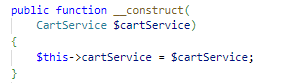 public function __construct(
    CartService $cartService)
{
    $this->cartService = $cartService;
}